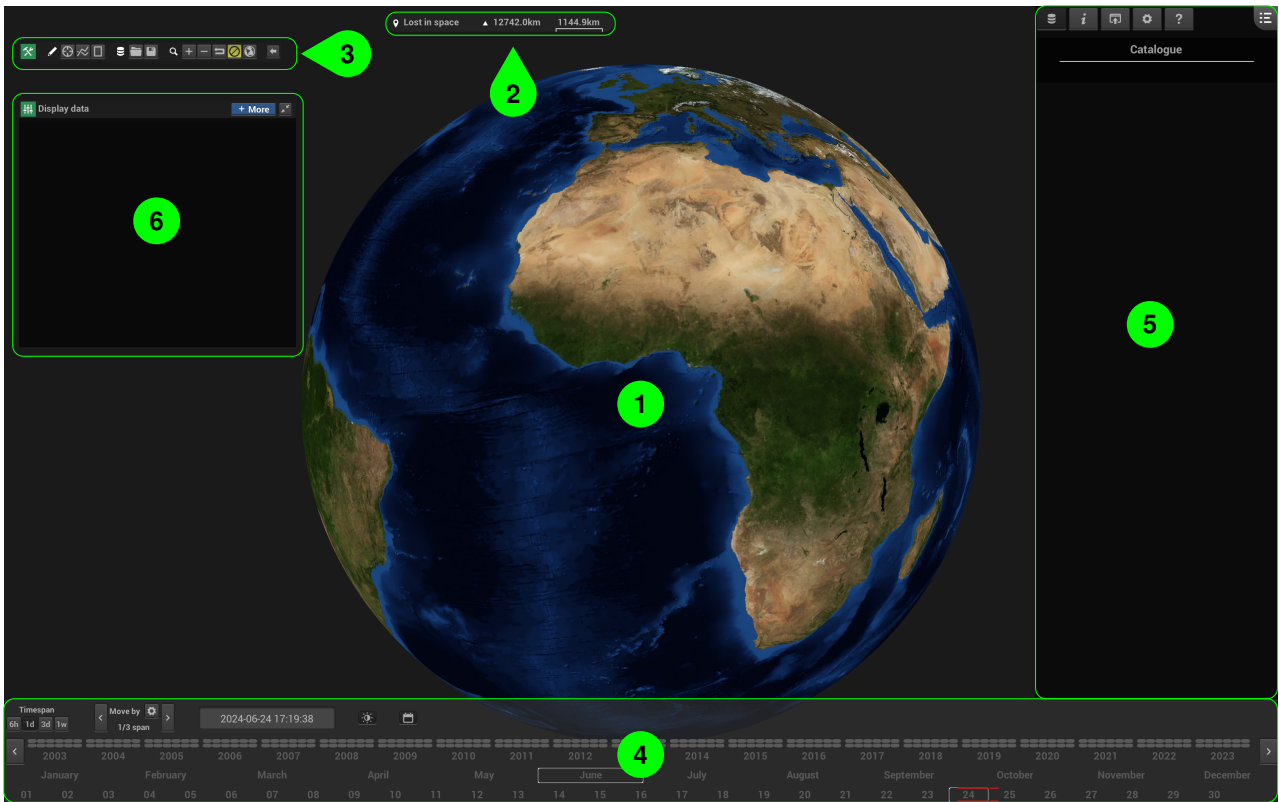 Lost in space 12742.0km 1144.9km
3
2
i ?
Catalogue
Display data + More
6
5
1
Timespan
6h 1d 3d 1w
Move by
1/3 span
2024-06-24 17:19:38
4
2003 2004 2005 2006 2007 2008 2009 2010 2011 2012 2014 2015 2016 2017 2018 2019 2020 2021 2022 2023
January February March April May June July August September October November December
01 02 03 04 05 06 07 08 09 10 11 12 13 14 15 16 17 18 19 20 21 22 23 24 25 26 27 28 29 30